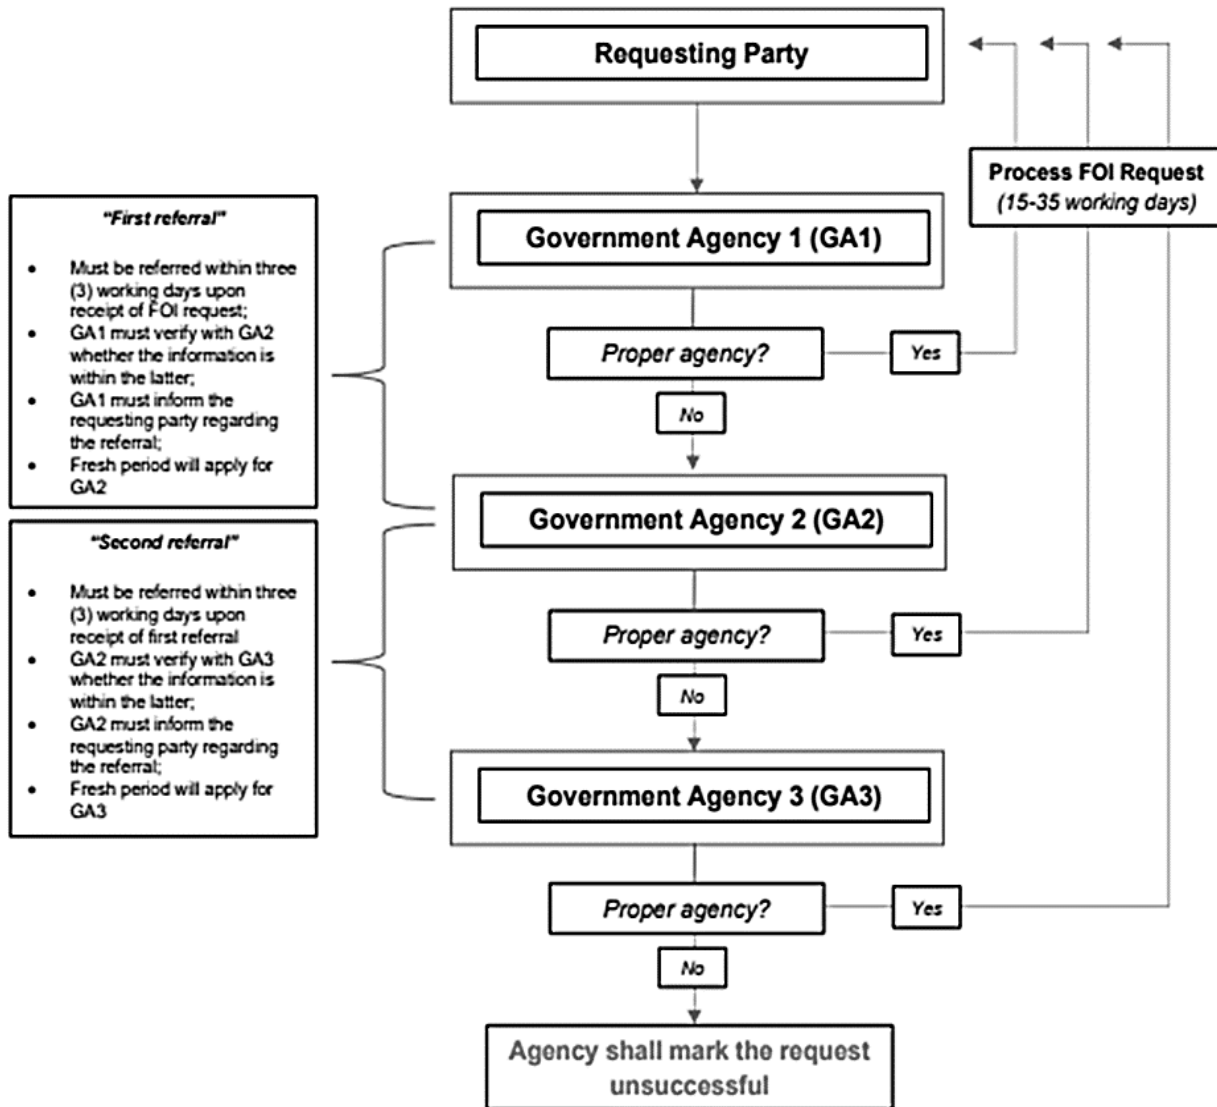 Requesting Party
Process FOI Request
(15-35 working days)
"First referral"
• Must be referred within three
(3) working days upon
receipt of FOI request;
• GA1 must verify with GA2
whether the information is
within the latter;
• GA1 must inform the
requesting party regarding
the referral;
• Fresh period will apply for
GA2
Government Agency 1 (GA1)
Proper agency?
Yes
No
Government Agency 2 (GA2)
"Second referral"
• Must be referred within three
(3) working days upon
receipt of first referral
• GA2 must verify with GA3
whether the information is
within the latter;
• GA2 must inform the
requesting party regarding
the referral;
• Fresh period will apply for
GA3
Proper agency?
Yes
No
Government Agency 3 (GA3)
Proper agency?
Yes
No
Agency shall mark the request
unsuccessful